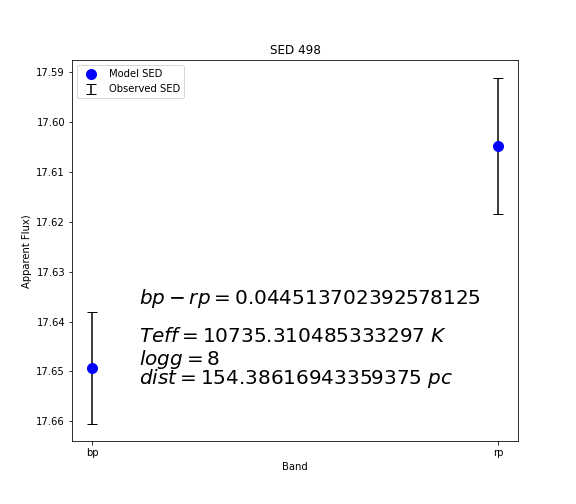 SED 498
Model SED
Observed SED
17.59
17.60
17.61
17.62
17.63
17.64
17.65
17.66
Apparent Flux)
bp − rp = 0.044513702392578125
Teff = 10735.310485333297 K
logg = 8
dist = 154.38616943359375 pc
bp
rp
Band